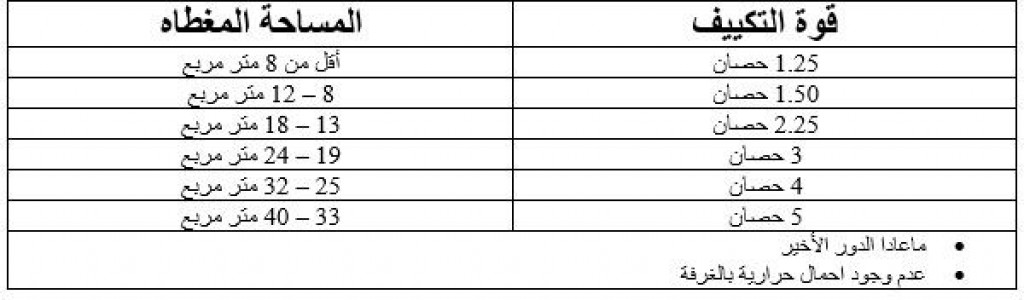 قوة التكييف المساحة المغطاه
1.25 حصان أقل من 8 متر مربع
1.50 حصان 8 – 12 متر مربع
2.25 حصان 13 – 18 متر مربع
3 حصان 19 – 24 متر مربع
4 حصان 25 – 32 متر مربع
5 حصان 33 – 40 متر مربع
• ماعادا الدور الأخير
• عدم وجود احمال حرارية بالغرفة